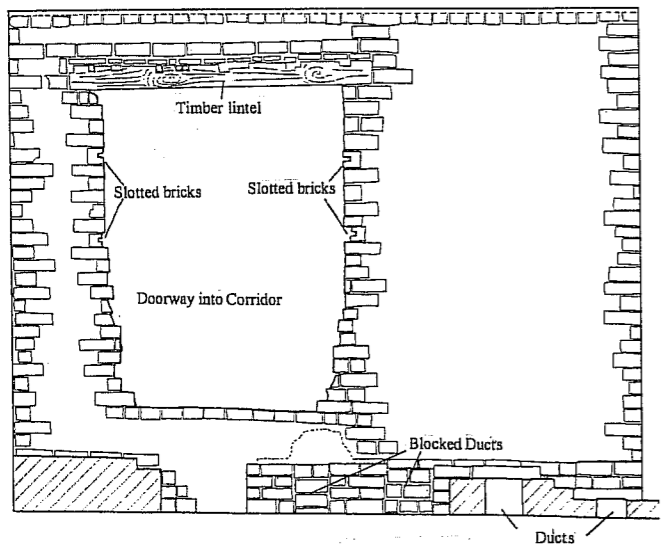 Timber lintel
Slotted bricks
Slotted bricks
Doorway into Corridor
Blocked Ducts
Ducts